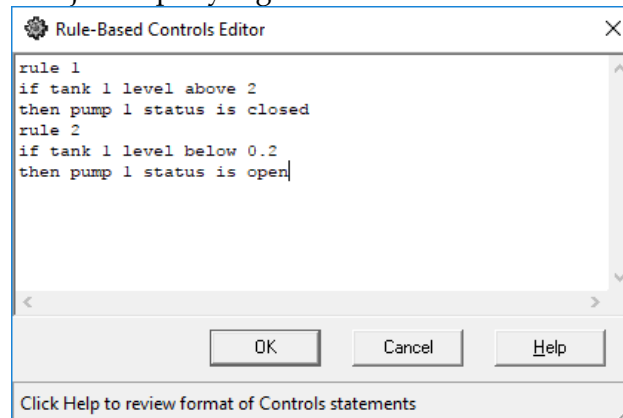 Rule-Based Controls Editor
rule 1
if tank 1 level above 2
then pump 1 status is closed
rule 2
if tank 1 level below 0.2
then pump 1 status is open
OK Cancel Help
Click Help to review format of Controls statements